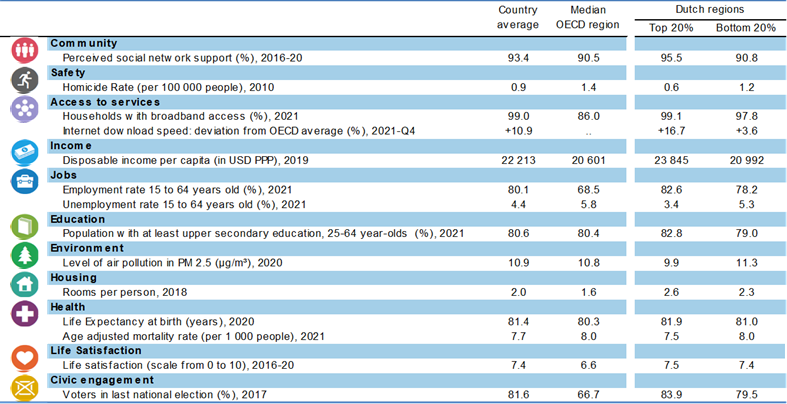 Country average Median OECD region Dutch regions
Top 20% Bottom 20%
Community
Perceived social network support (%), 2016-20 93.4 90.5 95.5 90.8
Safety
Homicide Rate (per 100 000 people), 2010 0.9 1.4 0.6 1.2
Access to services
Households with broadband access (%), 2021 99.0 86.0 99.1 97.8
Internet download speed: deviation from OECD average (%), 2021-Q4 +10.9 .. +16.7 +3.6
Income
Disposable income per capita (in USD PPP), 2019 22 213 20 601 23 845 20 992
Jobs
Employment rate 15 to 64 years old (%), 2021 80.1 68.5 82.6 78.2
Unemployment rate 15 to 64 years old (%), 2021 4.4 5.8 3.4 5.3
Education
Population with at least upper secondary education, 25-64 year-olds (%), 2021 80.6 80.4 82.8 79.0
Environment
Level of air pollution in PM 2.5 (µg/m³), 2020 10.9 10.8 9.9 11.3
Housing
Rooms per person, 2018 2.0 1.6 2.6 2.3
Health
Life Expectancy at birth (years), 2020 81.4 80.3 81.9 81.0
Age adjusted mortality rate (per 1 000 people), 2021 7.7 8.0 7.5 8.0
Life Satisfaction
Life satisfaction (scale from 0 to 10), 2016-20 7.4 6.6 7.5 7.4
Civic engagement
Voters in last national election (%), 2017 81.6 66.7 83.9 79.5